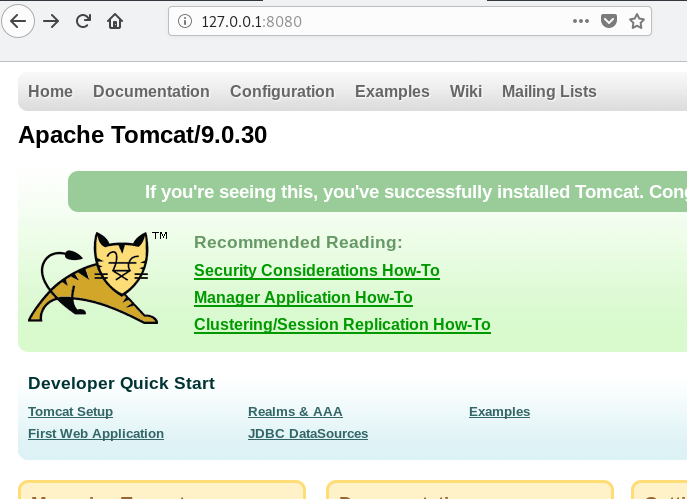 127.0.0.1:8080
Home Documentation Configuration Examples Wiki Mailing Lists
Apache Tomcat/9.0.30
If you're seeing this, you've successfully installed Tomcat.
TM
Recommended Reading:
Security Considerations How-To
Manager Application How-To
Clustering/Session Replication How-To
Developer Quick Start
Tomcat Setup Realms & AAA Examples
First Web Application JDBC DataSources